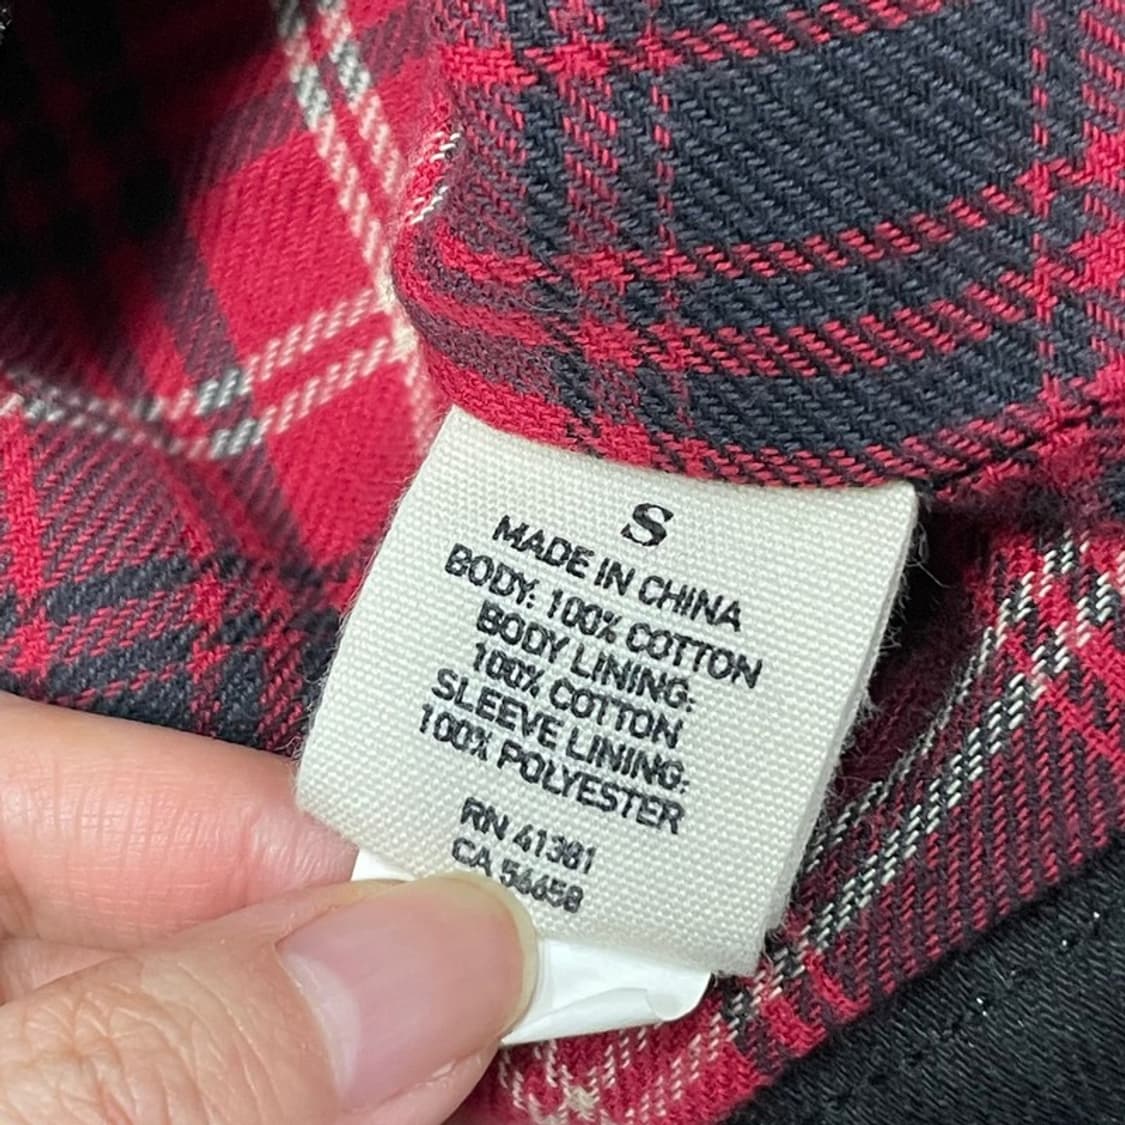 S
MADE IN CHINA
BODY: 100% COTTON
BODY LINING:
100% COTTON
SLEEVE LINING:
100% POLYESTER
RN 41381
CA 56658